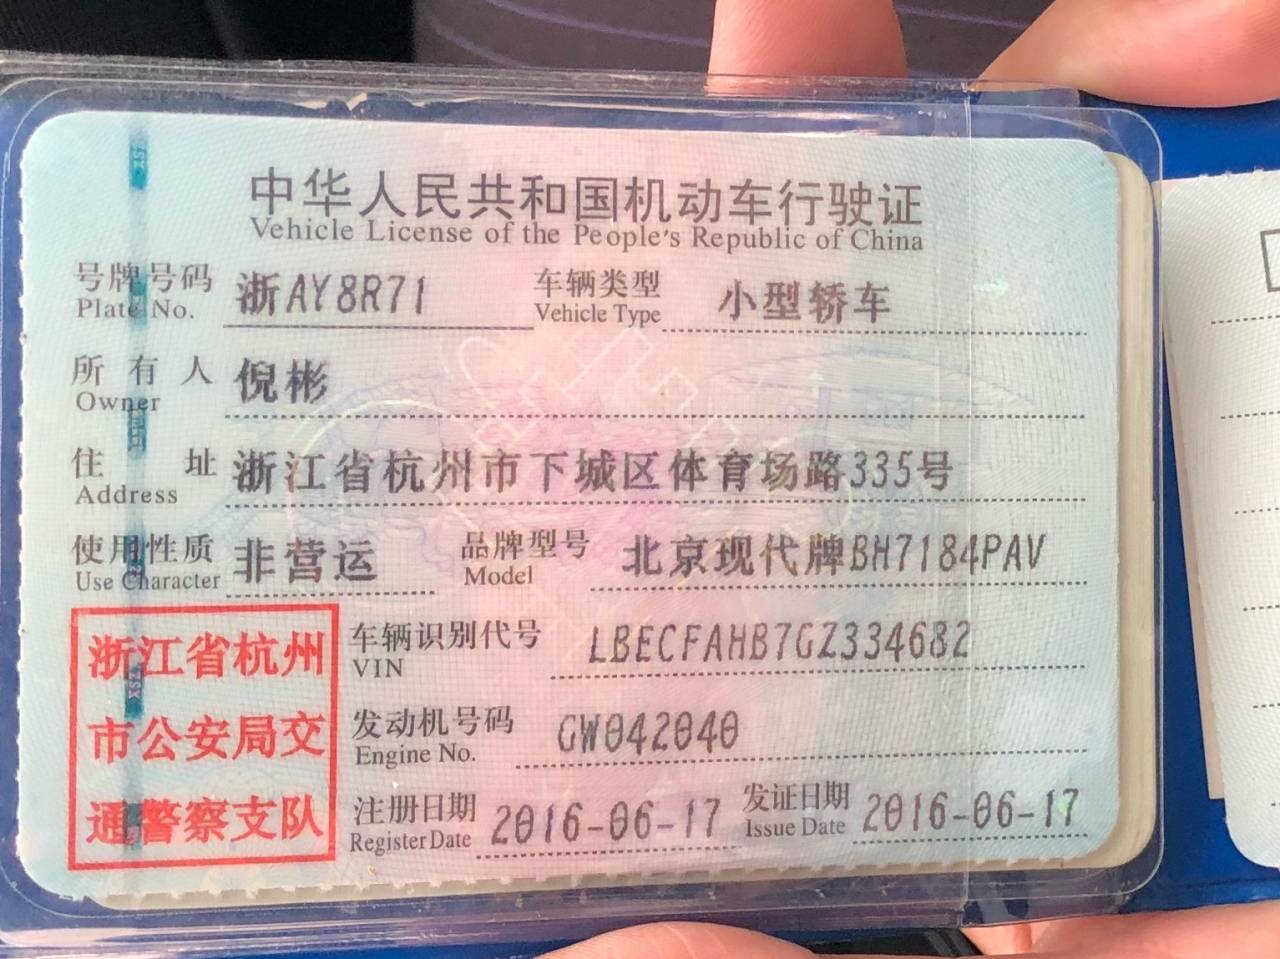 中华人民共和国机动车行驶证
Vehicle License of the People's Republic of China
号牌号码 浙AY8R71 车辆类型 小型轿车
Plate No. Vehicle Type
所有人 倪彬
Owner
住址 浙江省杭州市下城区体育场路335号
Address
使用性质 非营运 品牌型号 北京现代牌BH7184PAV
Use Character Model
浙江省杭州
市公安局交
通警察支队
车辆识别代号 LBECFAHB7GZ334682
VIN
发动机号码 GW042040
Engine No.
注册日期 2016-06-17 发证日期 2016-06-17
Register Date Issue Date